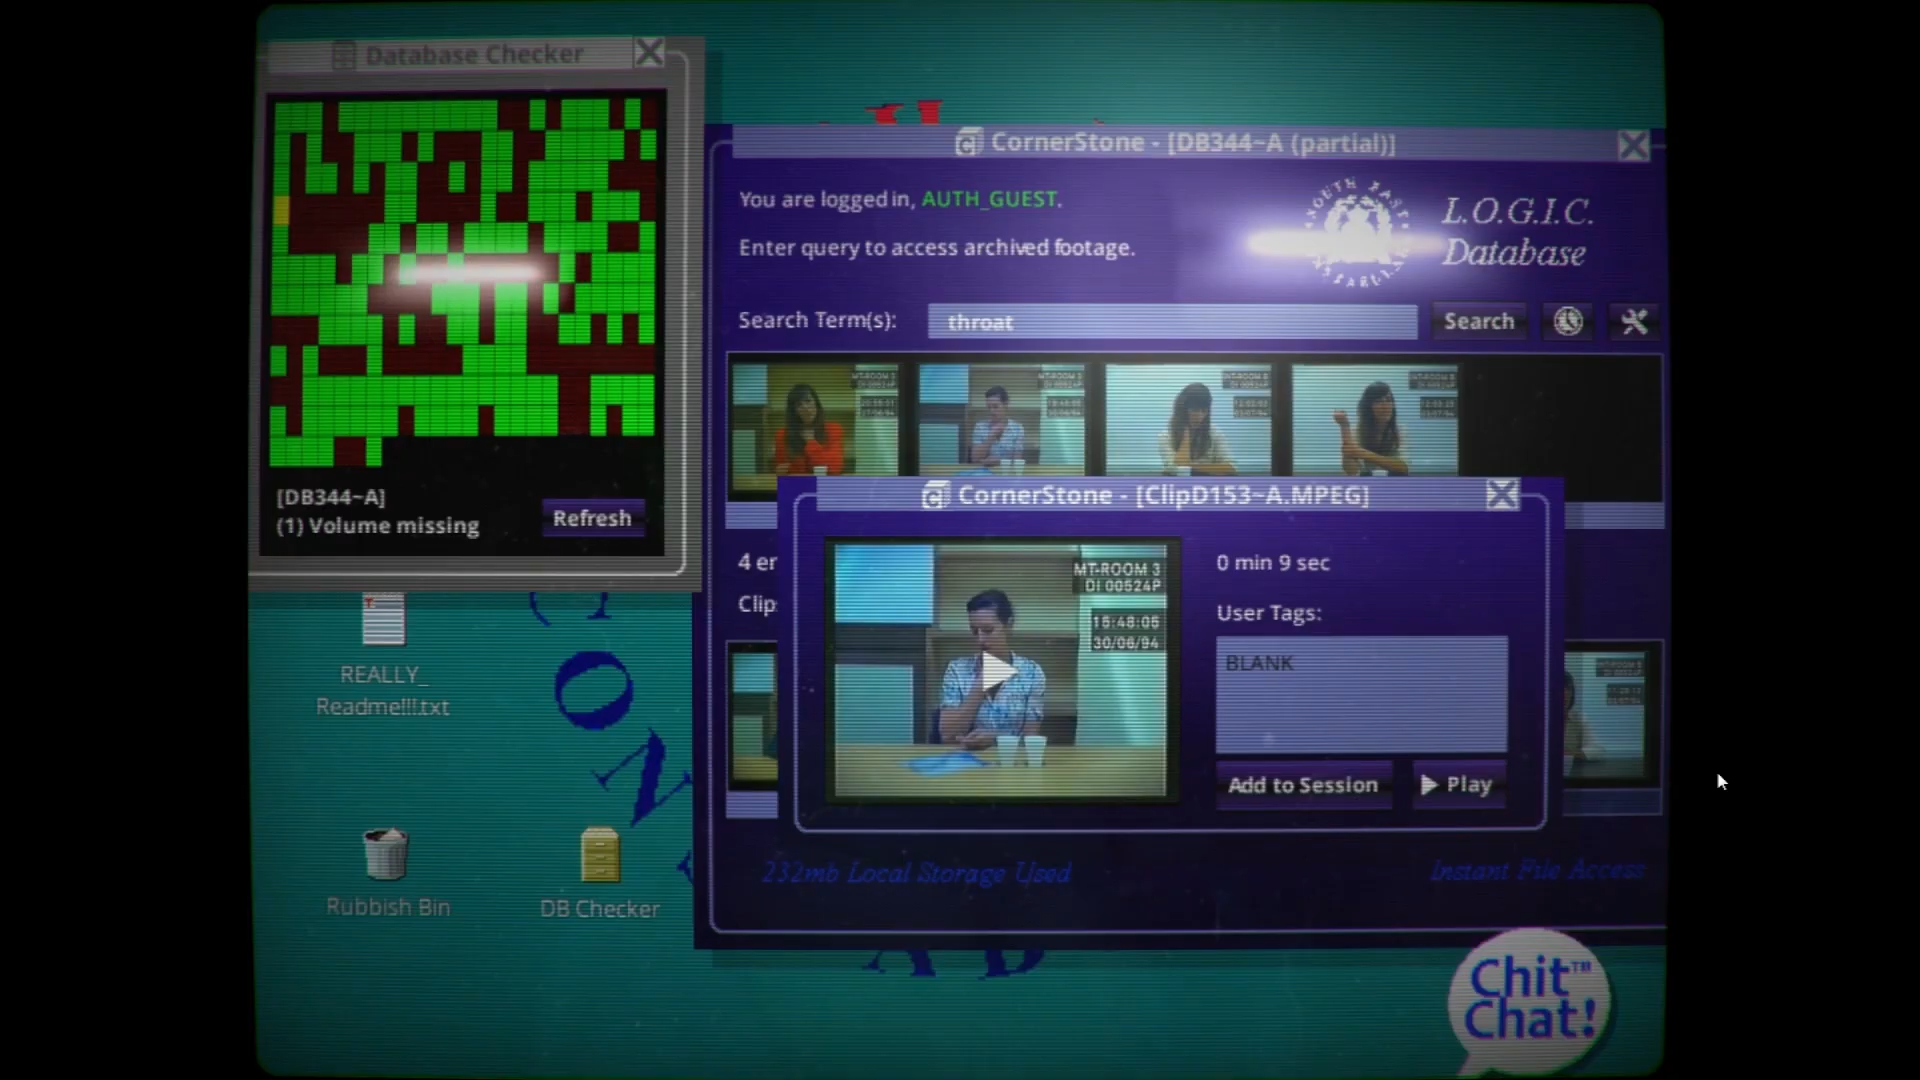 Database Checker
[DB344~A]
(1) Volume missing
Refresh
CornerStone - [DB344~A (partial)]
You are logged in, AUTH_GUEST.
Enter query to access archived footage.
L.O.G.I.C.
Database
Search Term(s):
throat
Search
4 en
Clip
CornerStone - [ClipD153~A.MPEG]
MT-ROOM 3
DI 00524P
15:48:05
30/06/94
0 min 9 sec
User Tags:
BLANK
Add to Session
Play
232mb Local Storage Used
Instant File Access
REALLY_
Readme!!!.txt
Rubbish Bin
DB Checker
Chit™
Chat!